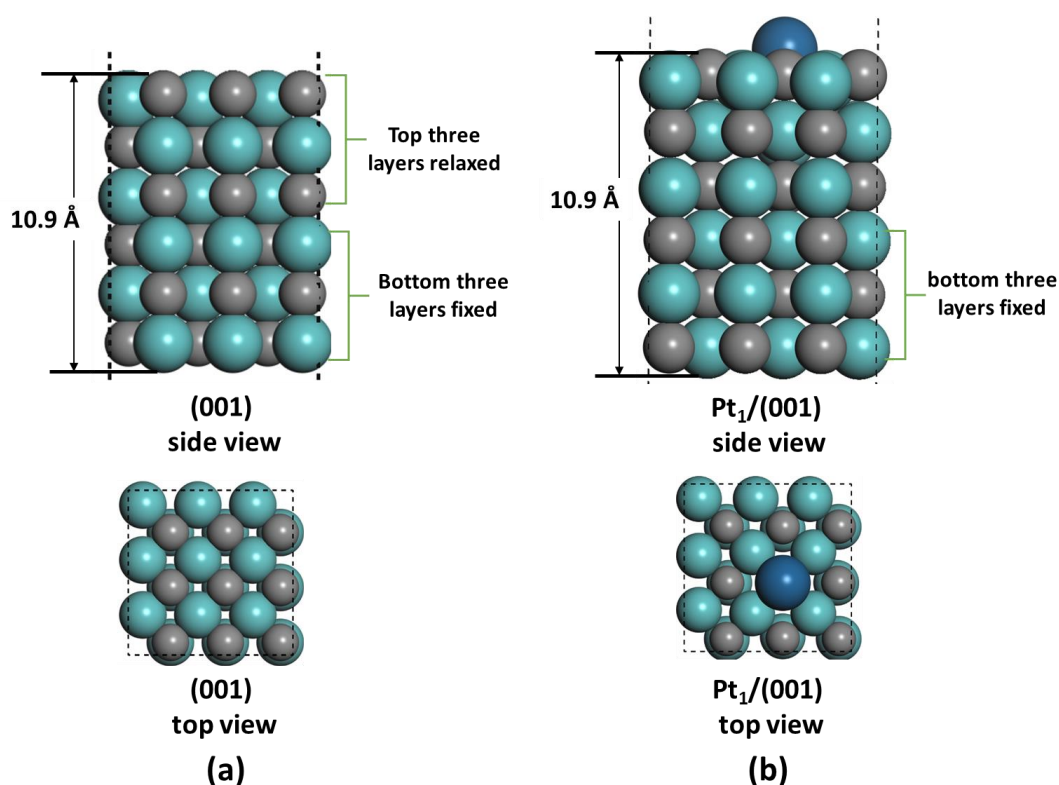 10.9 Å
Top three
layers relaxed
Bottom three
layers fixed
(001)
side view
(001)
top view
(a)
10.9 Å
bottom three
layers fixed
Pt₁/(001)
side view
Pt₁/(001)
top view
(b)